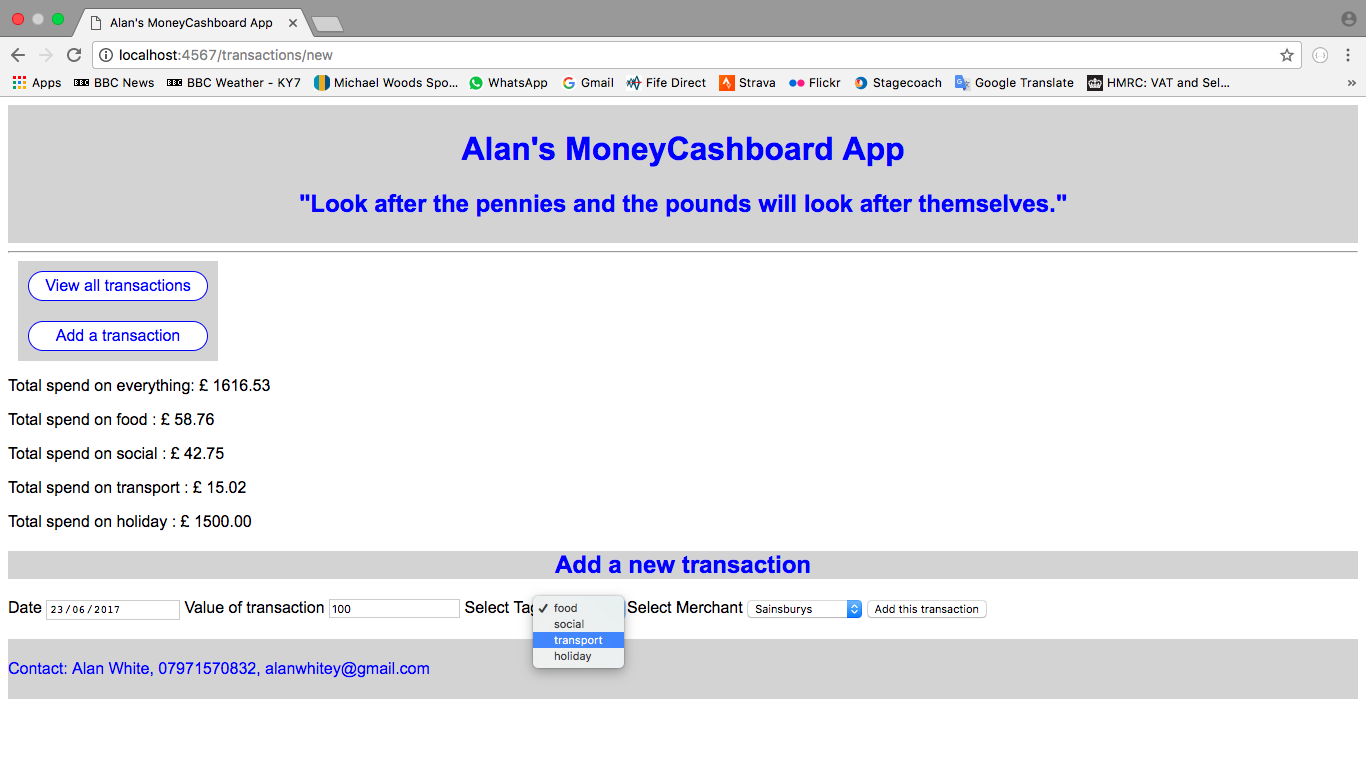 Alan's MoneyCashboard App
localhost:4567/transactions/new
Apps BBC News BBC Weather - KY7 Michael Woods Spo... WhatsApp Gmail Fife Direct Strava Flickr Stagecoach Google Translate HMRC: VAT and Sel... »
Alan's MoneyCashboard App
"Look after the pennies and the pounds will look after themselves."
View all transactions
Add a transaction
Total spend on everything: £ 1616.53
Total spend on food : £ 58.76
Total spend on social : £ 42.75
Total spend on transport : £ 15.02
Total spend on holiday : £ 1500.00
Add a new transaction
Date 23/06/2017 Value of transaction 100 Select Tag ✓ food Select Merchant Sainsburys Add this transaction
social
transport
holiday
Contact: Alan White, 07971570832, alanwhitey@gmail.com